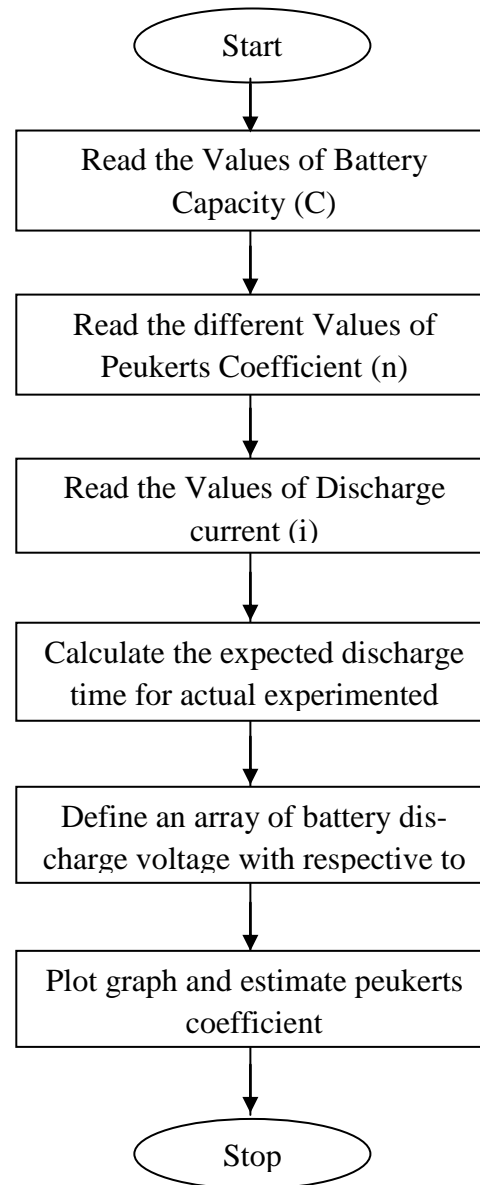 Start
Read the Values of Battery
Capacity (C)
Read the different Values of
Peukerts Coefficient (n)
Read the Values of Discharge
current (i)
Calculate the expected discharge
time for actual experimented
Define an array of battery dis-
charge voltage with respective to
Plot graph and estimate peukerts
coefficient
Stop